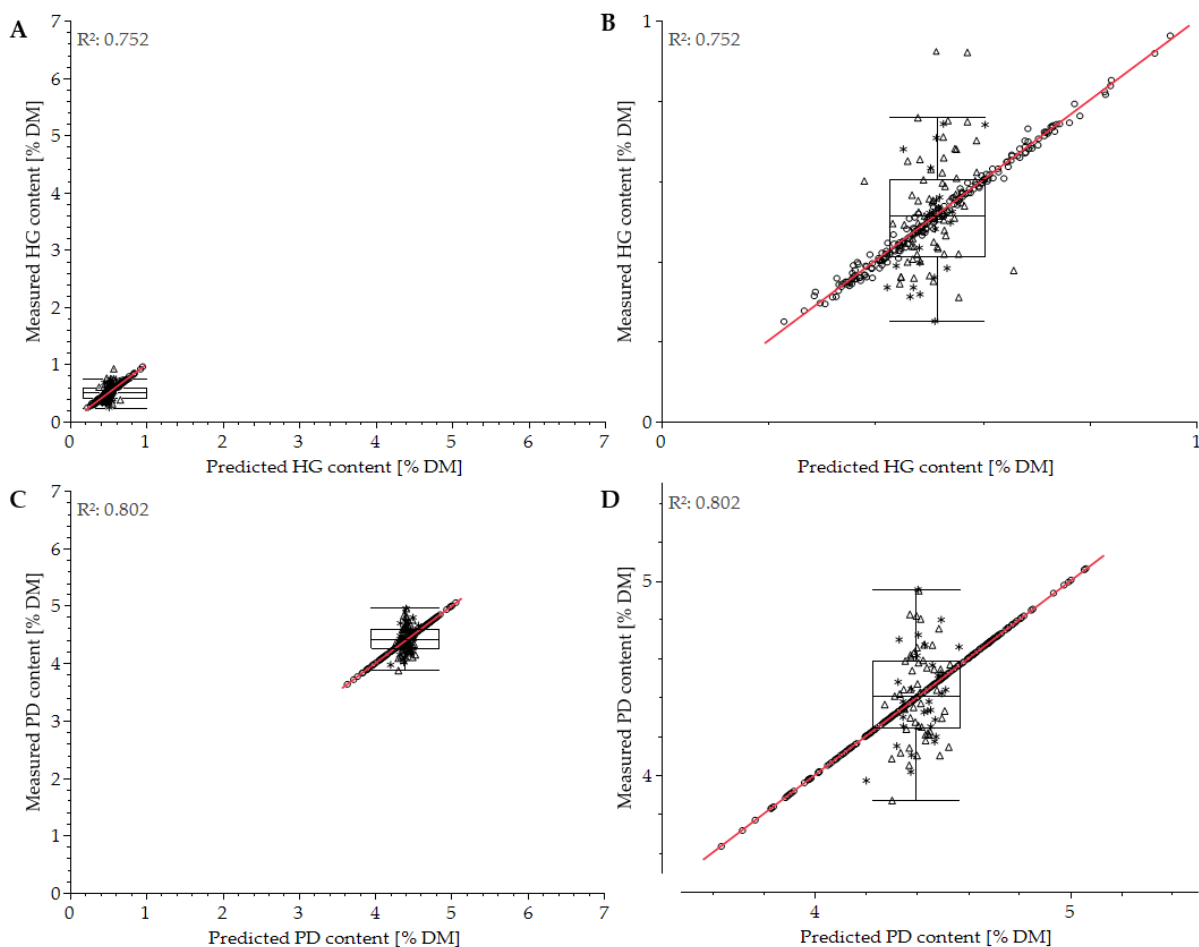 A
R²: 0.752
Measured HG content [% DM]
7
6
5
4
3
2
1
0
0 1 2 3 4 5 6 7
Predicted HG content [% DM]
B
R²: 0.752
Measured HG content [% DM]
1
0
0 1
Predicted HG content [% DM]
C
R²: 0.802
Measured PD content [% DM]
7
6
5
4
3
2
1
0
0 1 2 3 4 5 6 7
Predicted PD content [% DM]
D
R²: 0.802
Measured PD content [% DM]
5
4
4 5
Predicted PD content [% DM]